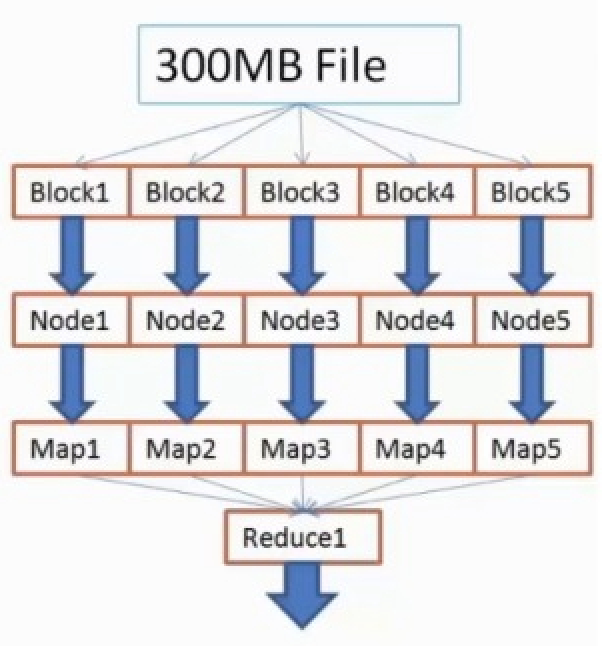 300MB File
Block1 Block2 Block3 Block4 Block5
Node1 Node2 Node3 Node4 Node5
Map1 Map2 Map3 Map4 Map5
Reduce1